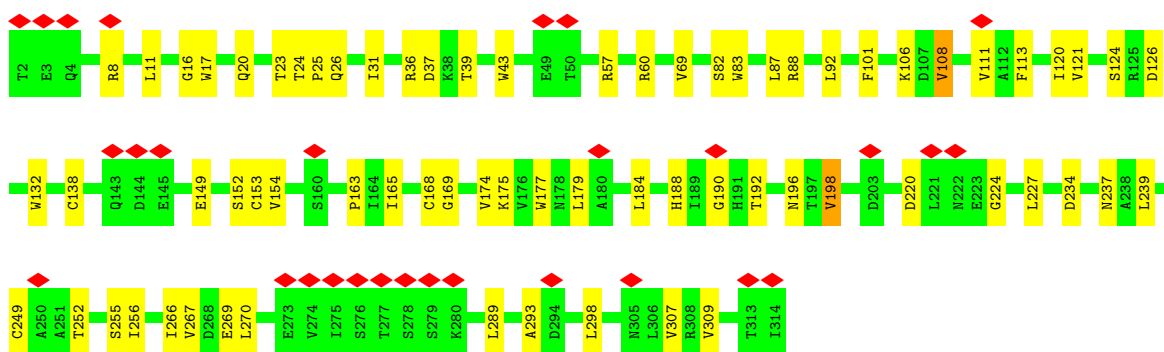 T2 E3 Q4 R8 L11 G16 W17 Q20 T23 T24 P25 Q26 I31 R36 D37 K38 T39 W43 E49 T50 R57 R60 V69 S82 W83 L87 R88 L92 F101 K106 D107 V108 V111 A112 F113 I120 V121 S124 R125 D126
W132 C138 Q143 D144 E145 E149 S152 C153 V154 S160 P163 I164 I165 C168 G169 V174 K175 V176 W177 N178 L179 A180 L184 H188 I189 G190 H191 T192 N196 T197 V198 D203 D220 L221 N222 E223 G224 L227 D234 N237 A238 L239
C249 A250 A251 T252 S255 I256 I266 V267 D268 E269 L270 E273 V274 I275 S276 T277 S278 S279 K280 L289 A293 D294 L298 N305 L306 V307 R308 V309 T313 I314